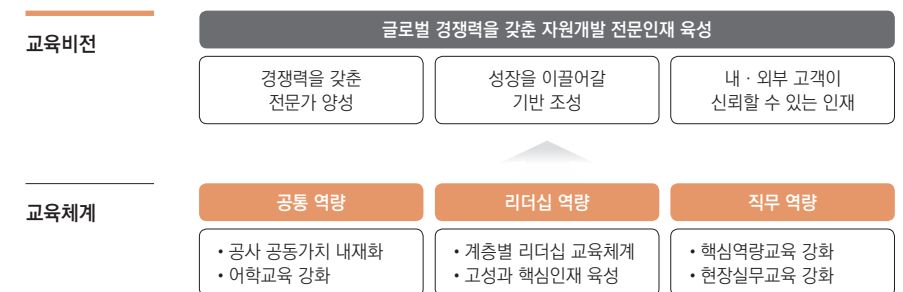 교육비전
글로벌 경쟁력을 갖춘 자원개발 전문인재 육성
경쟁력을 갖춘
전문가 양성
성장을 이끌어갈
기반 조성
내 · 외부 고객이
신뢰할 수 있는 인재
교육체계
공통 역량
• 공사 공동가치 내재화
• 어학교육 강화
리더십 역량
• 계층별 리더십 교육체계
• 고성과 핵심인재 육성
직무 역량
• 핵심역량교육 강화
• 현장실무교육 강화